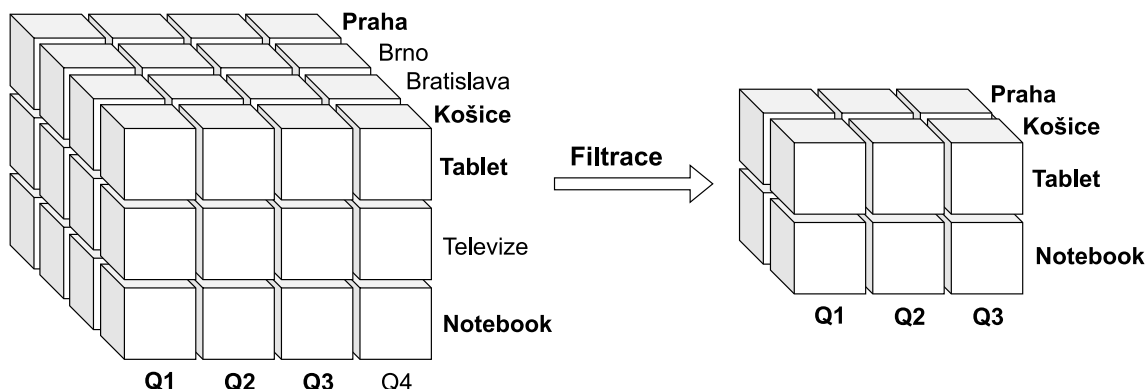 Praha
Brno
Bratislava
Košice
Tablet
Televize
Notebook
Q1 Q2 Q3 Q4
Filtrace
Praha
Košice
Tablet
Notebook
Q1 Q2 Q3